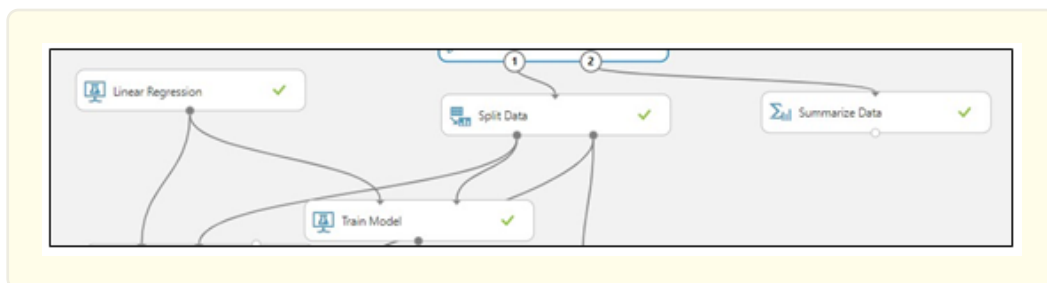 1
2
Linear Regression
Split Data
Summarize Data
Train Model